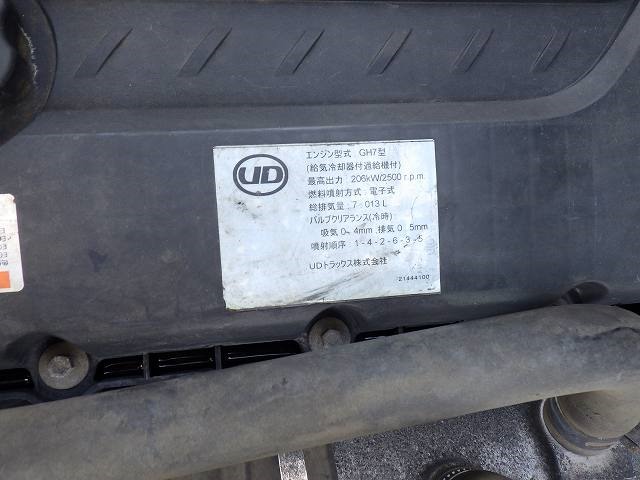 UD
エンジン型式 GH7型
(給気冷却器付過給機付)
最高出力 206kW/2500 r.p.m.
燃料噴射方式 電子式
総排気量 7.013 L
バルブクリアランス(冷時)
吸気 0. 4mm 排気 0. 5mm
噴射順序 1-4-2-6-3-5
UDトラックス株式会社
21444100